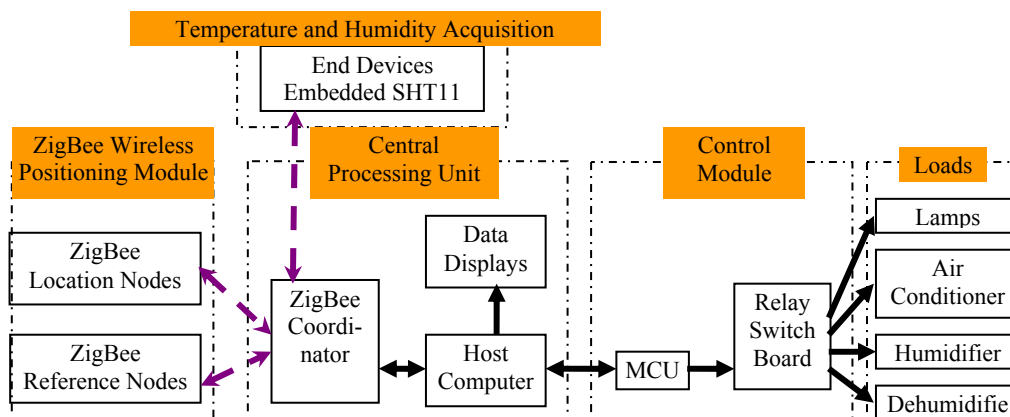 Temperature and Humidity Acquisition
End Devices
Embedded SHT11
ZigBee Wireless
Positioning Module
Central
Processing Unit
Control
Module
Loads
ZigBee
Location Nodes
ZigBee
Reference Nodes
ZigBee
Coordi-
nator
Data
Displays
Host
Computer
MCU
Relay
Switch
Board
Lamps
Air
Conditioner
Humidifier
Dehumidifie